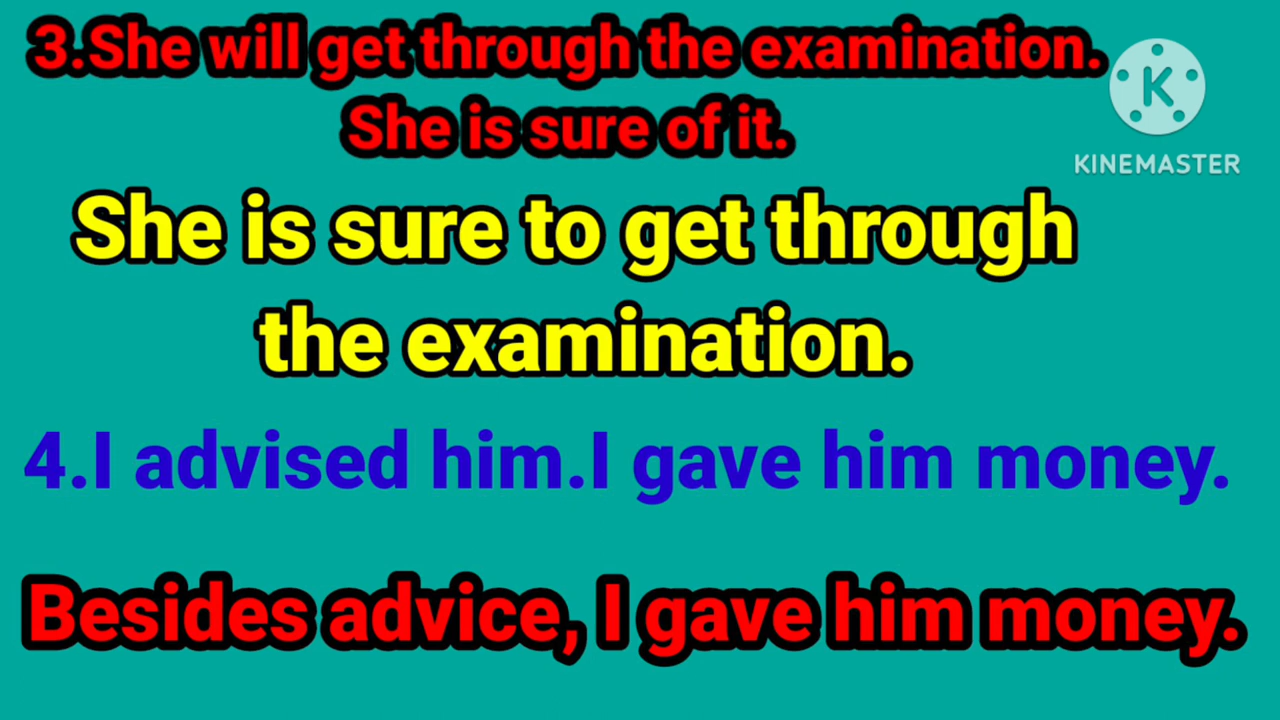 3.She will get through the examination.
She is sure of it.
K
KINEMASTER
She is sure to get through
the examination.
4.I advised him.I gave him money.
Besides advice, I gave him money.